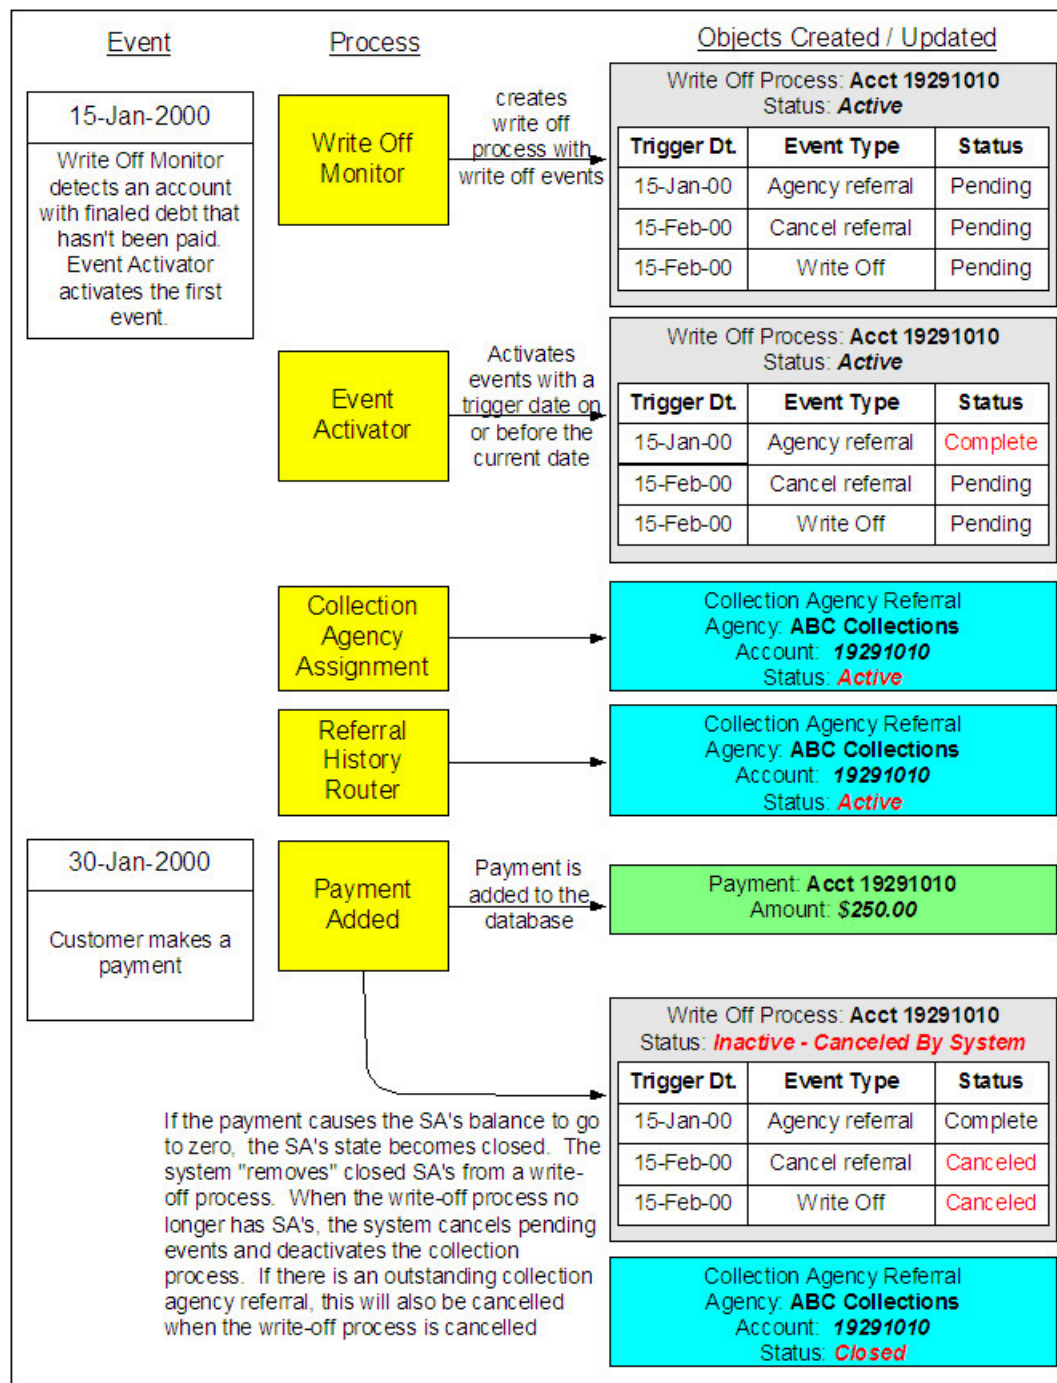 Event
Process
Objects Created / Updated
15-Jan-2000
Write Off Monitor
detects an account
with finaled debt that
hasn't been paid.
Event Activator
activates the first
event.
Write Off
Monitor
creates
write off
process with
write off events
Write Off Process: Acct 19291010
Status: Active
Trigger Dt. Event Type Status
15-Jan-00 Agency referral Pending
15-Feb-00 Cancel referral Pending
15-Feb-00 Write Off Pending
Event
Activator
Activates
events with a
trigger date on
or before the
current date
Write Off Process: Acct 19291010
Status: Active
Trigger Dt. Event Type Status
15-Jan-00 Agency referral Complete
15-Feb-00 Cancel referral Pending
15-Feb-00 Write Off Pending
Collection
Agency
Assignment
Collection Agency Referral
Agency: ABC Collections
Account: 19291010
Status: Active
Referral
History
Router
Collection Agency Referral
Agency: ABC Collections
Account: 19291010
Status: Active
30-Jan-2000
Customer makes a
payment
Payment
Added
Payment is
added to the
database
Payment: Acct 19291010
Amount: $250.00
Write Off Process: Acct 19291010
Status: Inactive - Canceled By System
Trigger Dt. Event Type Status
15-Jan-00 Agency referral Complete
15-Feb-00 Cancel referral Canceled
15-Feb-00 Write Off Canceled
If the payment causes the SA's balance to go
to zero, the SA's state becomes closed. The
system "removes" closed SA's from a write-
off process. When the write-off process no
longer has SA's, the system cancels pending
events and deactivates the collection
process. If there is an outstanding collection
agency referral, this will also be cancelled
when the write-off process is cancelled
Collection Agency Referral
Agency: ABC Collections
Account: 19291010
Status: Closed